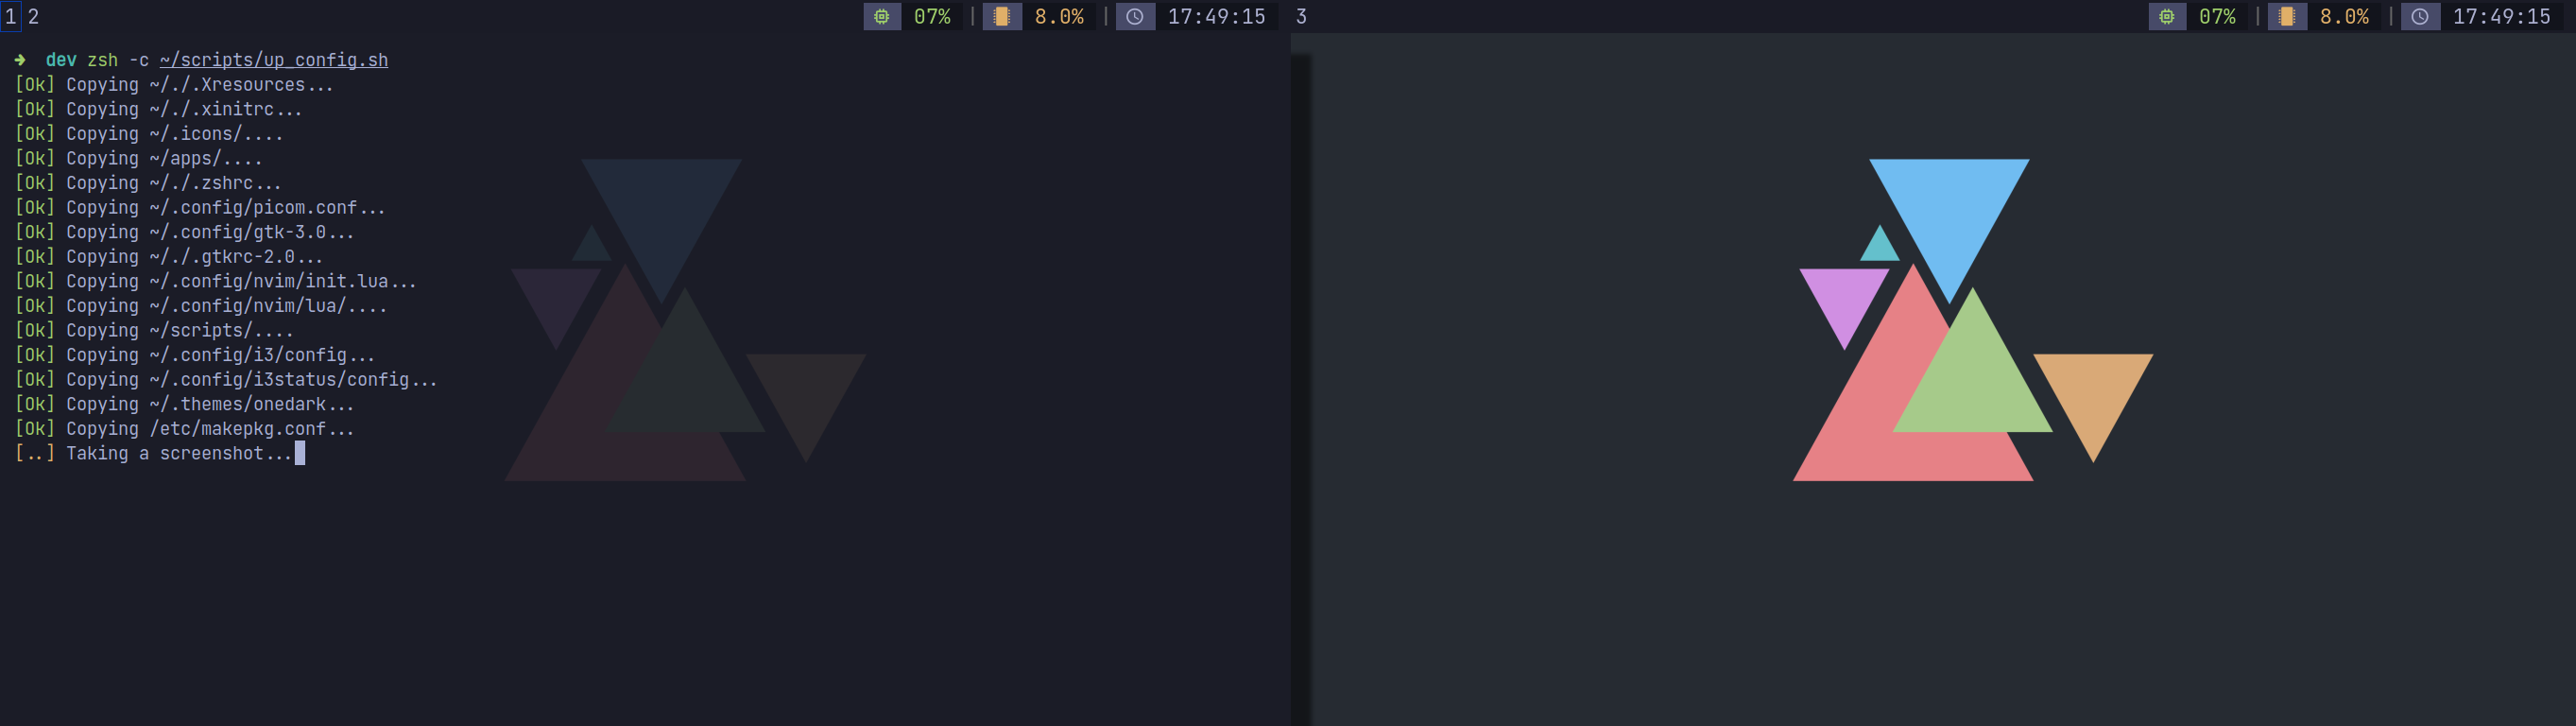 1 2 07% | 8.0% | 17:49:15 3 07% | 8.0% | 17:49:15
➜ dev zsh -c ~/scripts/up_config.sh
[Ok] Copying ~/./.Xresources...
[Ok] Copying ~/./.xinitrc...
[Ok] Copying ~/.icons/....
[Ok] Copying ~/apps/....
[Ok] Copying ~/./.zshrc...
[Ok] Copying ~/.config/picom.conf...
[Ok] Copying ~/.config/gtk-3.0...
[Ok] Copying ~/./.gtkrc-2.0...
[Ok] Copying ~/.config/nvim/init.lua...
[Ok] Copying ~/.config/nvim/lua/....
[Ok] Copying ~/scripts/....
[Ok] Copying ~/.config/i3/config...
[Ok] Copying ~/.config/i3status/config...
[Ok] Copying ~/.themes/onedark...
[Ok] Copying /etc/makepkg.conf...
[..] Taking a screenshot...